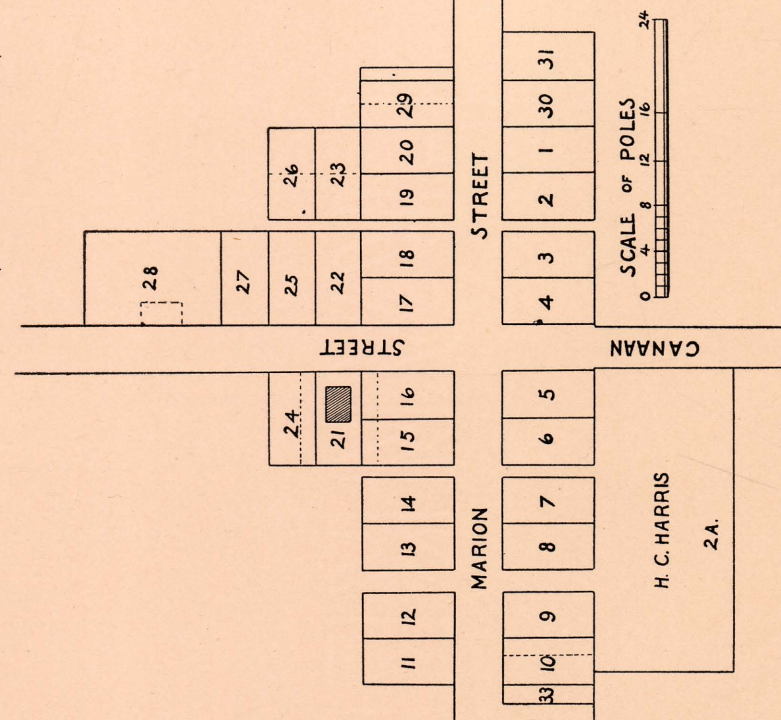 28
27
24 25 26
21 22 23
STREET
11 12 13 14 15 16 17 18 19 20 29
MARION STREET
33 10 9 8 7 6 5 4 3 2 1 30 31
CANAAN
SCALE OF POLES
0 4 8 12 16 24
H. C. HARRIS
2A.